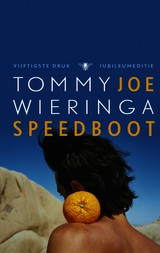 VIJFTIGSTE DRUK JUBILEUMEDITIE
TOMMY JOE
WIERINGA
SPEEDBOOT